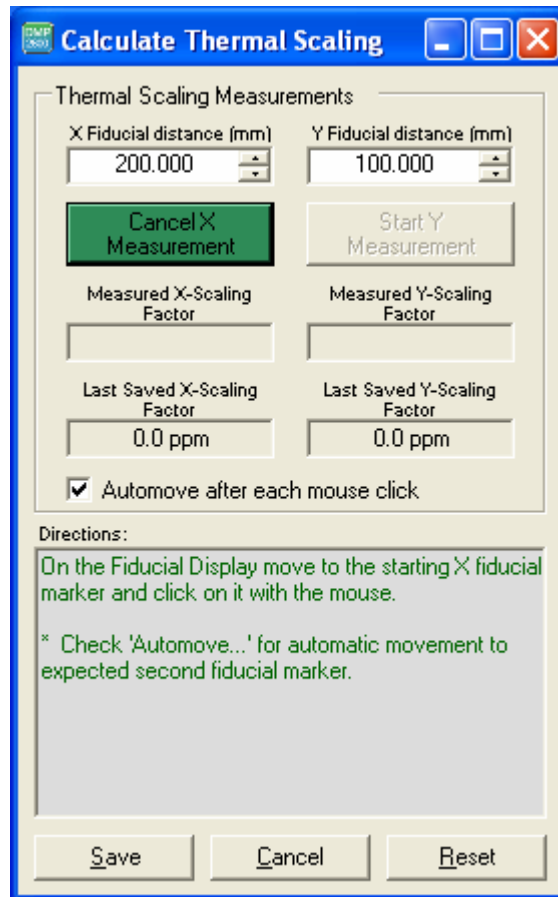 DMP
2800
Calculate Thermal Scaling
Thermal Scaling Measurements
X Fiducial distance (mm)
Y Fiducial distance (mm)
200.000
100.000
Cancel X
Measurement
Start Y
Measurement
Measured X-Scaling
Factor
Measured Y-Scaling
Factor
Last Saved X-Scaling
Factor
Last Saved Y-Scaling
Factor
0.0 ppm
0.0 ppm
Automove after each mouse click
Directions:
On the Fiducial Display move to the starting X fiducial
marker and click on it with the mouse.
* Check 'Automove...' for automatic movement to
expected second fiducial marker.
Save
Cancel
Reset